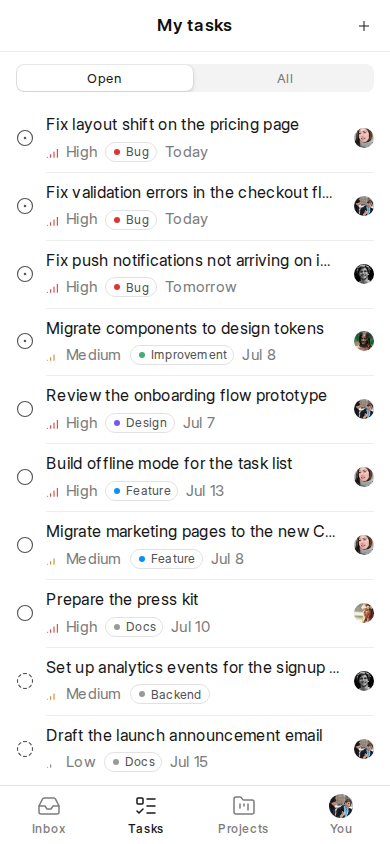 My tasks
Open
All
Fix layout shift on the pricing page
High Bug Today
Fix validation errors in the checkout fl...
High Bug Today
Fix push notifications not arriving on i...
High Bug Tomorrow
Migrate components to design tokens
Medium Improvement Jul 8
Review the onboarding flow prototype
High Design Jul 7
Build offline mode for the task list
High Feature Jul 13
Migrate marketing pages to the new C...
Medium Feature Jul 8
Prepare the press kit
High Docs Jul 10
Set up analytics events for the signup ...
Medium Backend
Draft the launch announcement email
Low Docs Jul 15
Inbox
Tasks
Projects
You